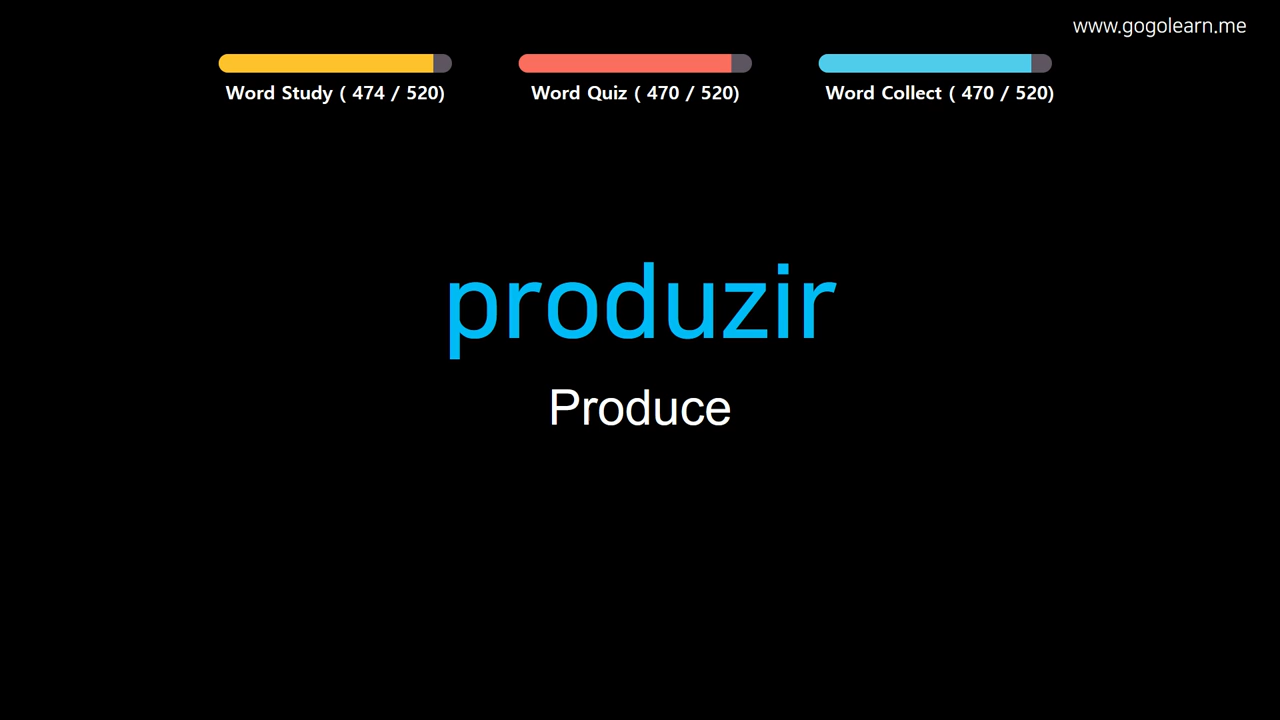 www.gogolearn.me
Word Study ( 474 / 520)
Word Quiz ( 470 / 520)
Word Collect ( 470 / 520)
produzir
Produce